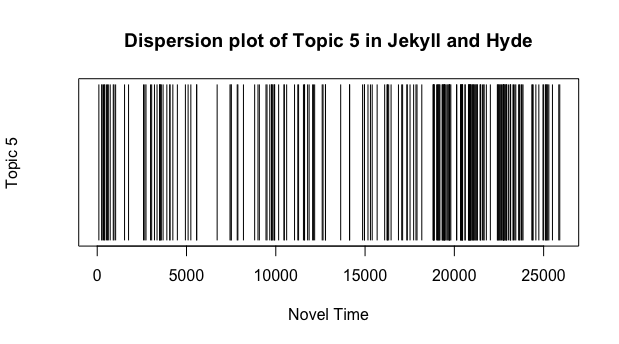 Dispersion plot of Topic 5 in Jekyll and Hyde
Topic 5
0 5000 10000 15000 20000 25000
Novel Time